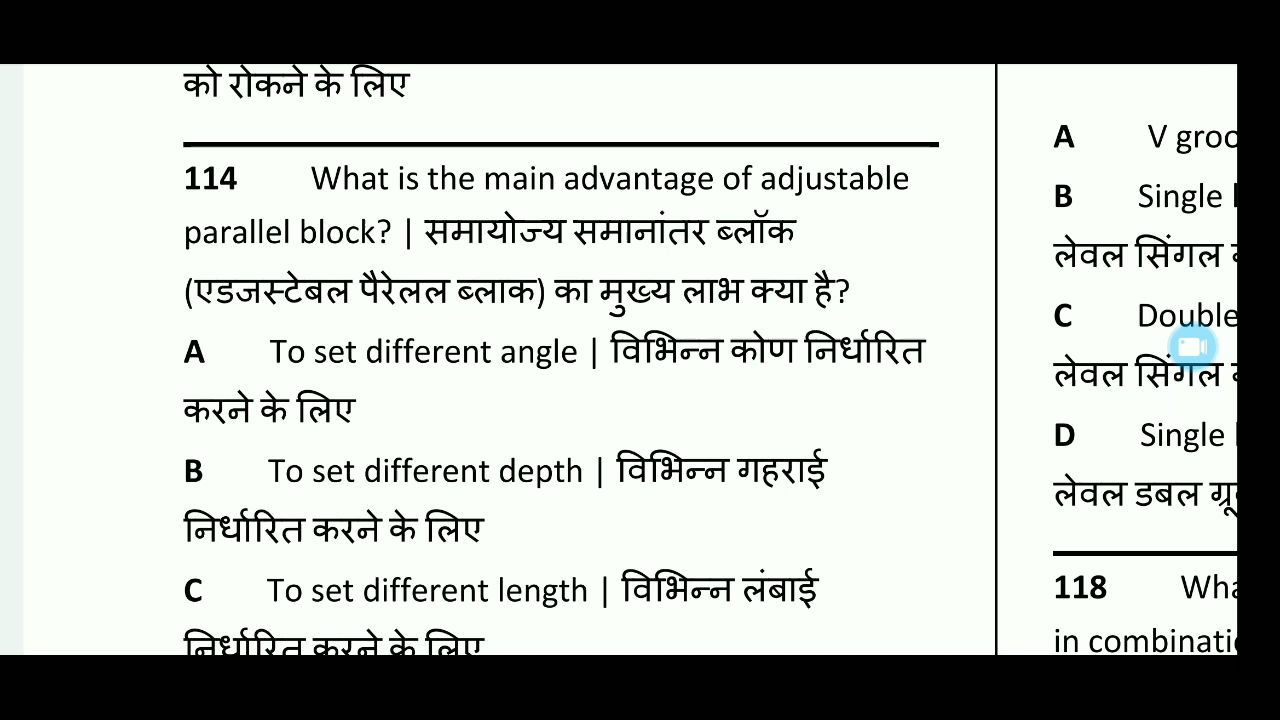 को रोकने के लिए
114 What is the main advantage of adjustable
parallel block? | समायोज्य समानांतर ब्लॉक
(एडजस्टेबल पैरेलल ब्लाक) का मुख्य लाभ क्या है?
A To set different angle | विभिन्न कोण निर्धारित
करने के लिए
B To set different depth | विभिन्न गहराई
निर्धारित करने के लिए
C To set different length | विभिन्न लंबाई
निर्धारित करने के लिए
A V
B Single
लेवल सिंगल
C Double
लेवल सिंगल
D Single
लेवल डबल
118
in